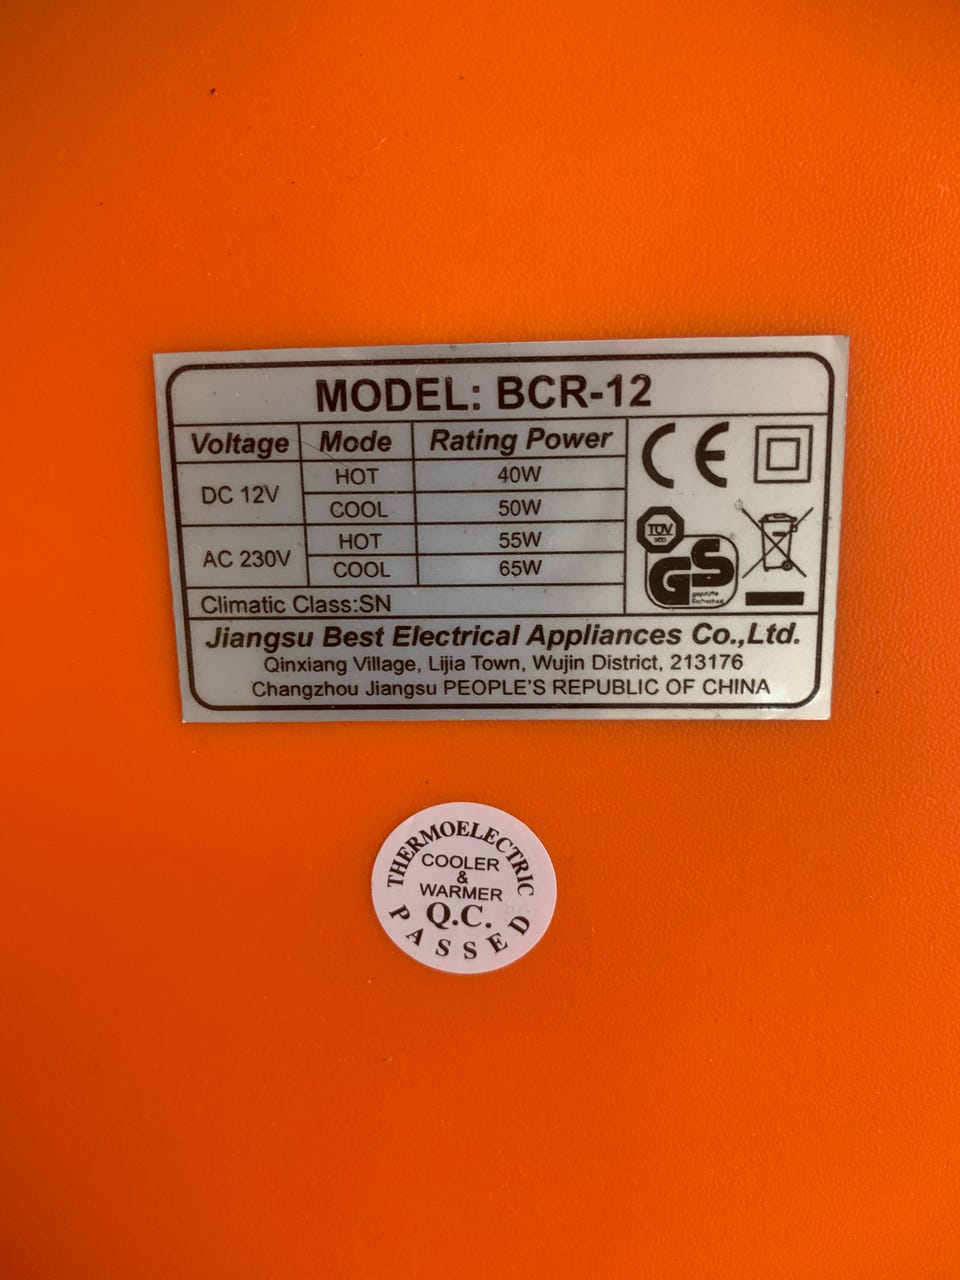 MODEL: BCR-12
Voltage Mode Rating Power
DC 12V HOT 40W
COOL 50W
AC 230V HOT 55W
COOL 65W
Climatic Class:SN
CE
TÜV
GS
geprüfte
Sicherheit
Jiangsu Best Electrical Appliances Co.,Ltd.
Qinxiang Village, Lijia Town, Wujin District, 213176
Changzhou Jiangsu PEOPLE'S REPUBLIC OF CHINA
THERMOELECTRIC
COOLER
&
WARMER
Q.C.
PASSED